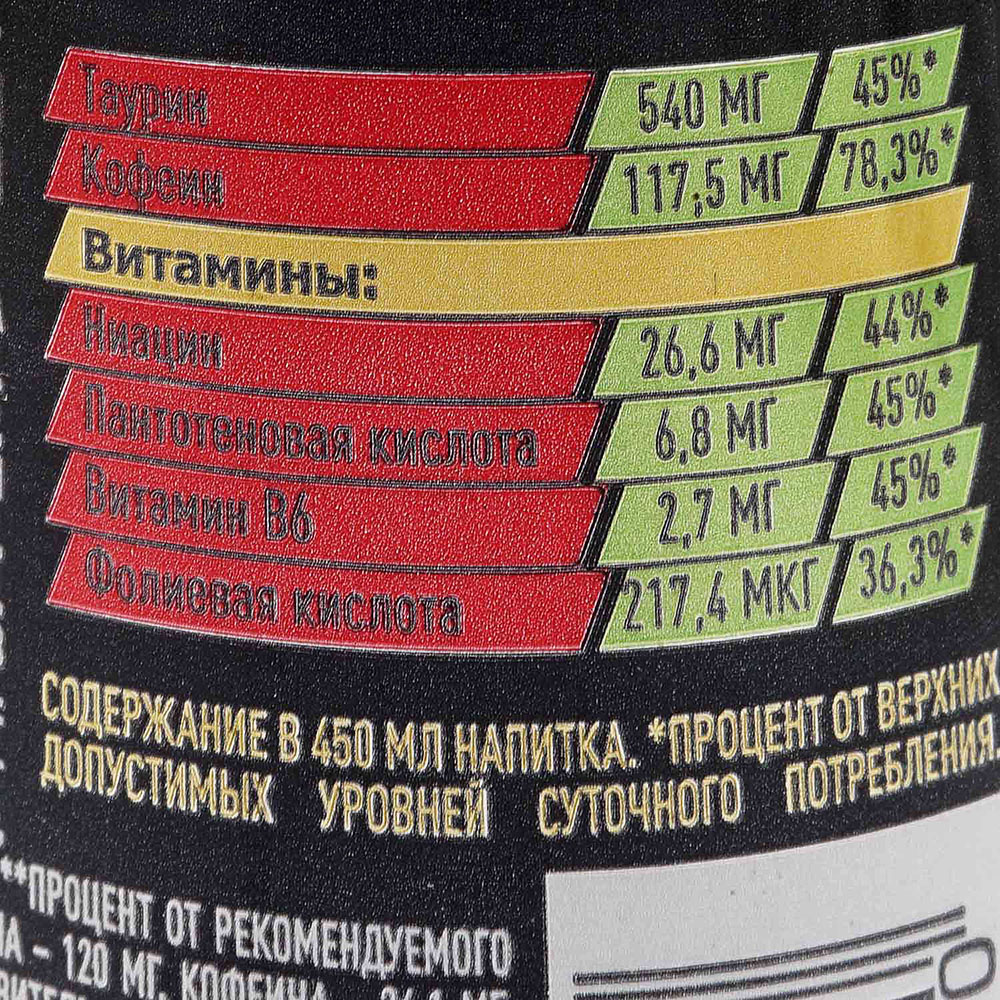 Таурин 540 МГ 45%*
Кофеин 117,5 МГ 78,3%*
Витамины:
Ниацин 26,6 МГ 44%*
Пантотеновая кислота 6,8 МГ 45%*
Витамин В6 2,7 МГ 45%*
Фолиевая кислота 217,4 МКГ 36,3%*
СОДЕРЖАНИЕ В 450 МЛ НАПИТКА. *ПРОЦЕНТ ОТ ВЕРХНИХ
ДОПУСТИМЫХ УРОВНЕЙ СУТОЧНОГО ПОТРЕБЛЕНИЯ
**ПРОЦЕНТ ОТ РЕКОМЕНДУЕМОГО
НА – 120 МГ, КОФЕИНА